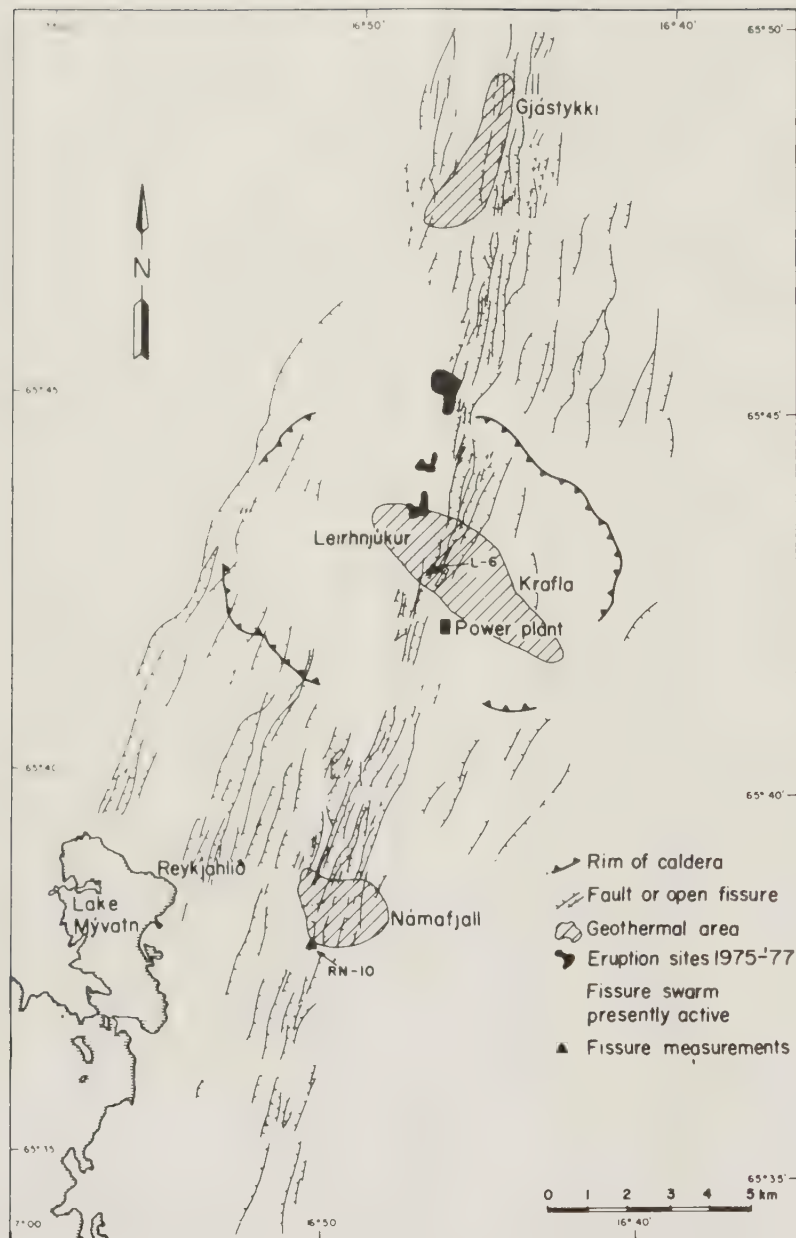 16°50'
16°40'
65°50'
Gjástykki
N
65°45'
65°45'
Leirhnjúkur
L-6
Krafla
Power plant
65°40'
65°40'
Reykjahlíð
Lake
Mývatn
Námafjall
RN-10
Rim of caldera
Fault or open fissure
Geothermal area
Eruption sites 1975-'77
Fissure swarm
presently active
Fissure measurements
65°35'
0 1 2 3 4 5 km
7°00
16°50
16°40'